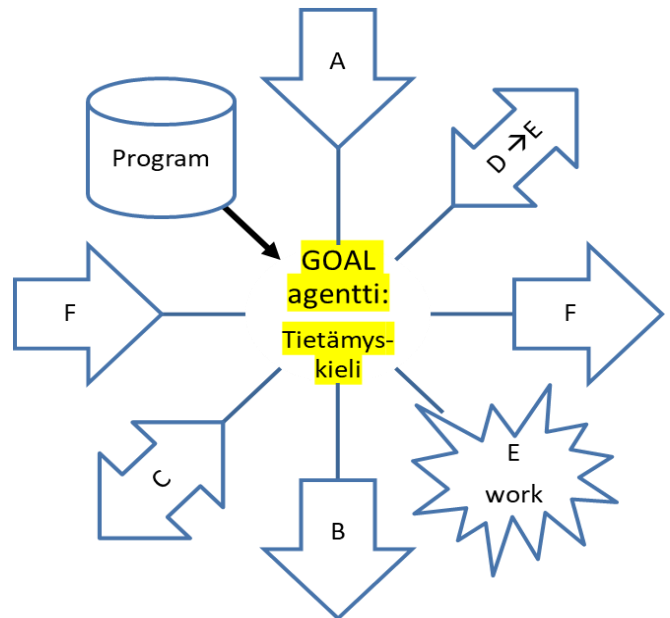 A
Program
D → E
GOAL
agentti:
F
F
Tietämys-
kieli
C
E
work
B